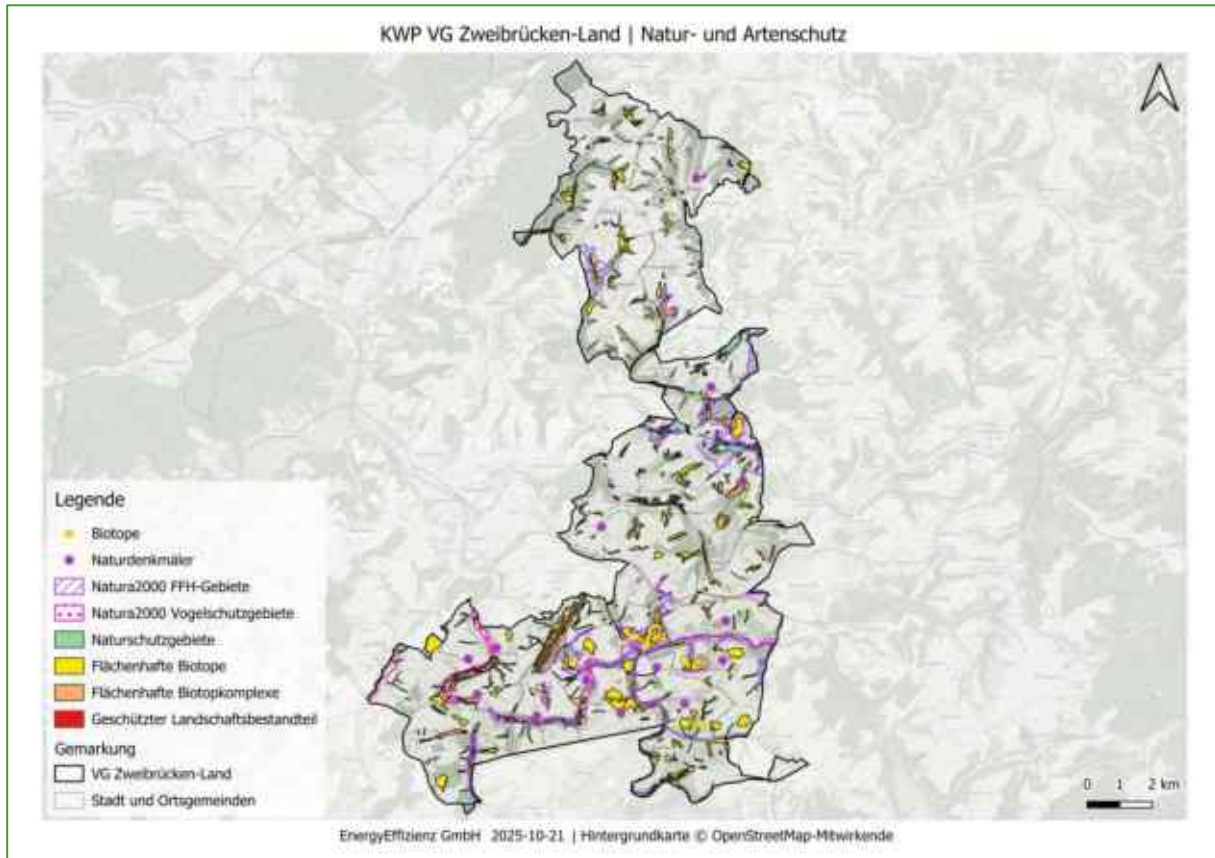 KWP VG Zweibrücken-Land | Natur- und Artenschutz
Legende
Biotope
Naturdenkmäler
Natura2000 FFH-Gebiete
Natura2000 Vogelschutzgebiete
Naturschutzgebiete
Flächenhafte Biotope
Flächenhafte Biotopkomplexe
Geschützter Landschaftsbestandteil
Gemarkung
VG Zweibrücken-Land
Stadt und Ortsgemeinden
0 1 2 km
EnergyEffizienz GmbH 2025-10-21 | Hintergrundkarte © OpenStreetMap-Mitwirkende